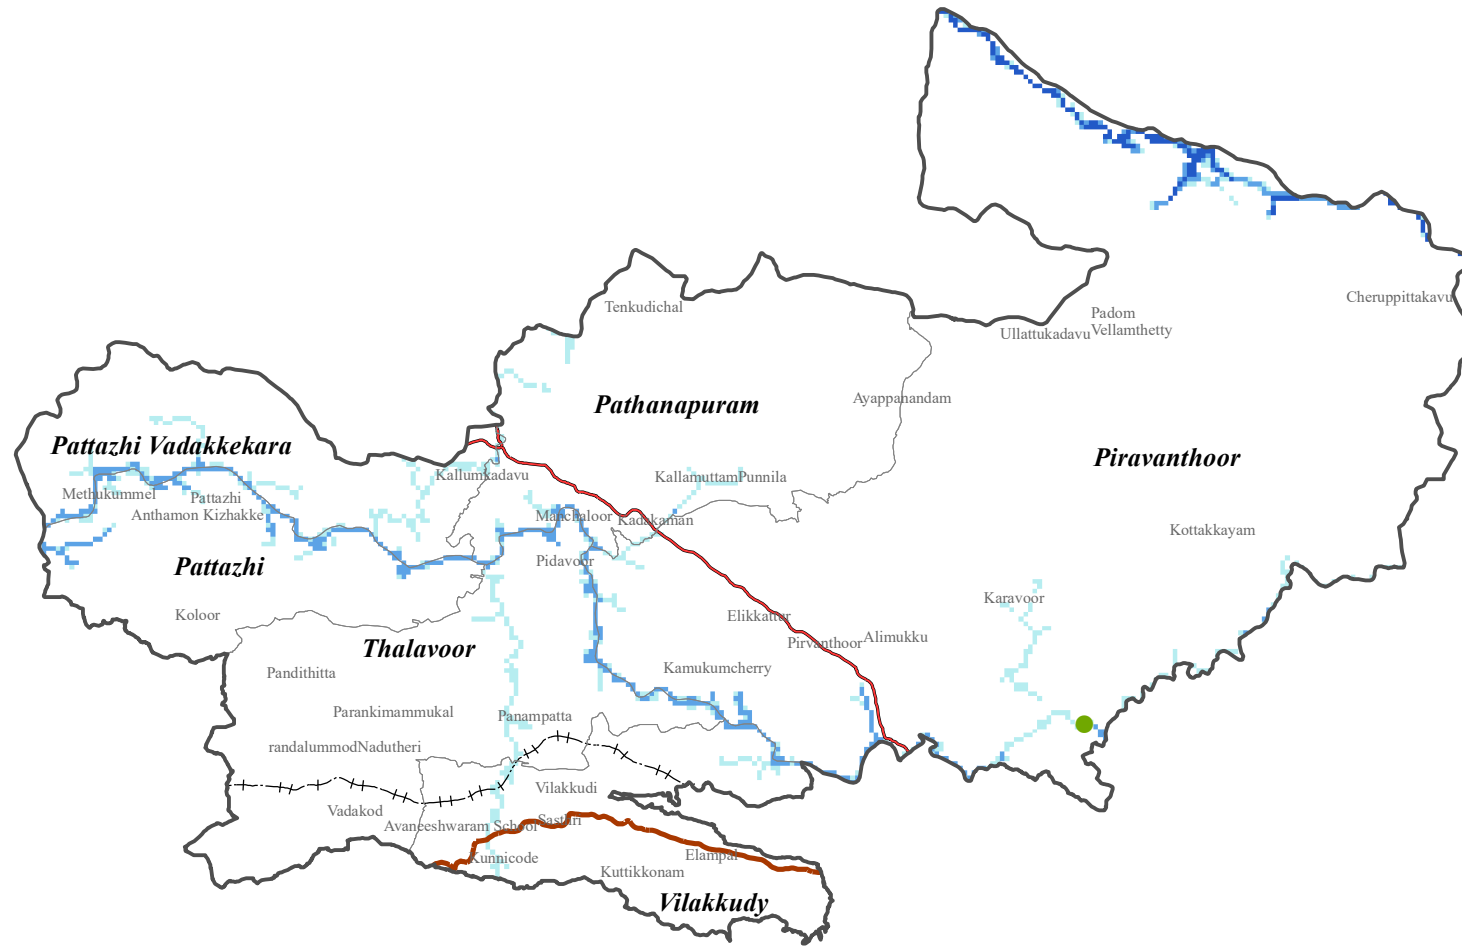 Cheruppittakavu
Tenkudichal
Padom
Ullattukadavu
Vellamthetty
Ayappanandam
Pathanapuram
Pattazhi Vadakkekara
Piravanthoor
Kallumkadavu
Kallamuttam
Punnila
Methukummel
Pattazhi
Anthamon Kizhakke
Manchaloor
Kadakaman
Kottakkayam
Pidavoor
Pattazhi
Karavoor
Koloor
Elikkattur
Pirvanthoor
Alimukku
Thalavoor
Pandithitta
Kamukumcherry
Parankimammukal
Panampatta
randalummod
Nadutheri
Vilakkudi
Vadakod
Avaneeshwaram School
Sastiri
Kunnicode
Elampal
Kuttikkonam
Vilakkudy